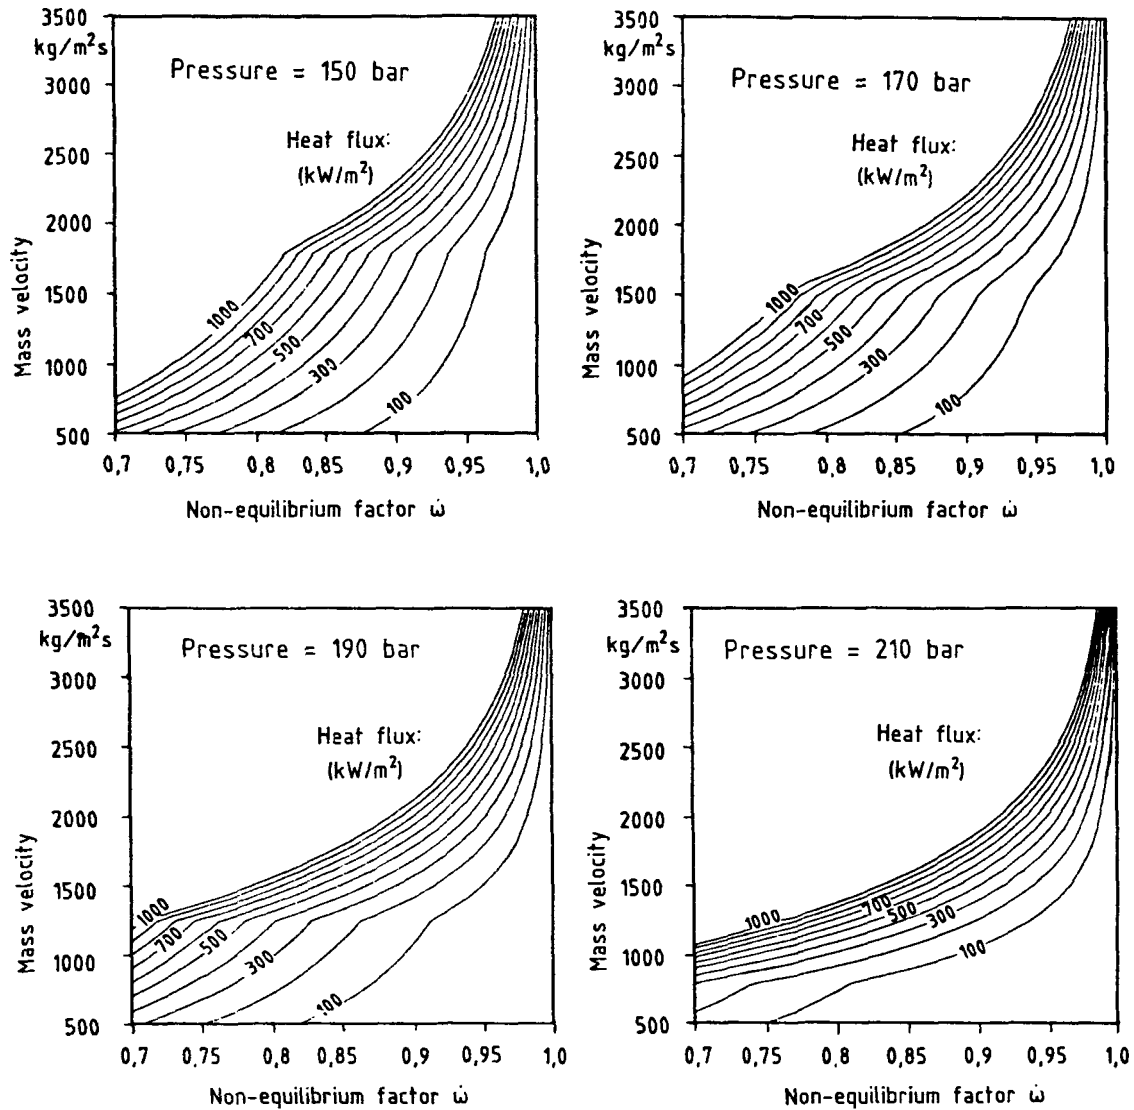 3500
kg/m²s
3000
2500
2000
1500
1000
500
Mass velocity
Pressure = 150 bar
Heat flux:
(kW/m²)
1000
700
500
300
100
0,7 0,75 0,8 0,85 0,9 0,95 1,0
Non-equilibrium factor ω̇
3500
kg/m²s
3000
2500
2000
1500
1000
500
Mass velocity
Pressure = 170 bar
Heat flux:
(kW/m²)
1000
700
500
300
100
0,7 0,75 0,8 0,85 0,9 0,95 1,0
Non-equilibrium factor ω̇
3500
kg/m²s
3000
2500
2000
1500
1000
500
Mass velocity
Pressure = 190 bar
Heat flux:
(kW/m²)
1000
700
500
300
100
0,7 0,75 0,8 0,85 0,9 0,95 1,0
Non-equilibrium factor ω̇
3500
kg/m²s
3000
2500
2000
1500
1000
500
Mass velocity
Pressure = 210 bar
Heat flux:
(kW/m²)
1000
700
500
300
100
0,7 0,75 0,8 0,85 0,9 0,95 1,0
Non-equilibrium factor ω̇